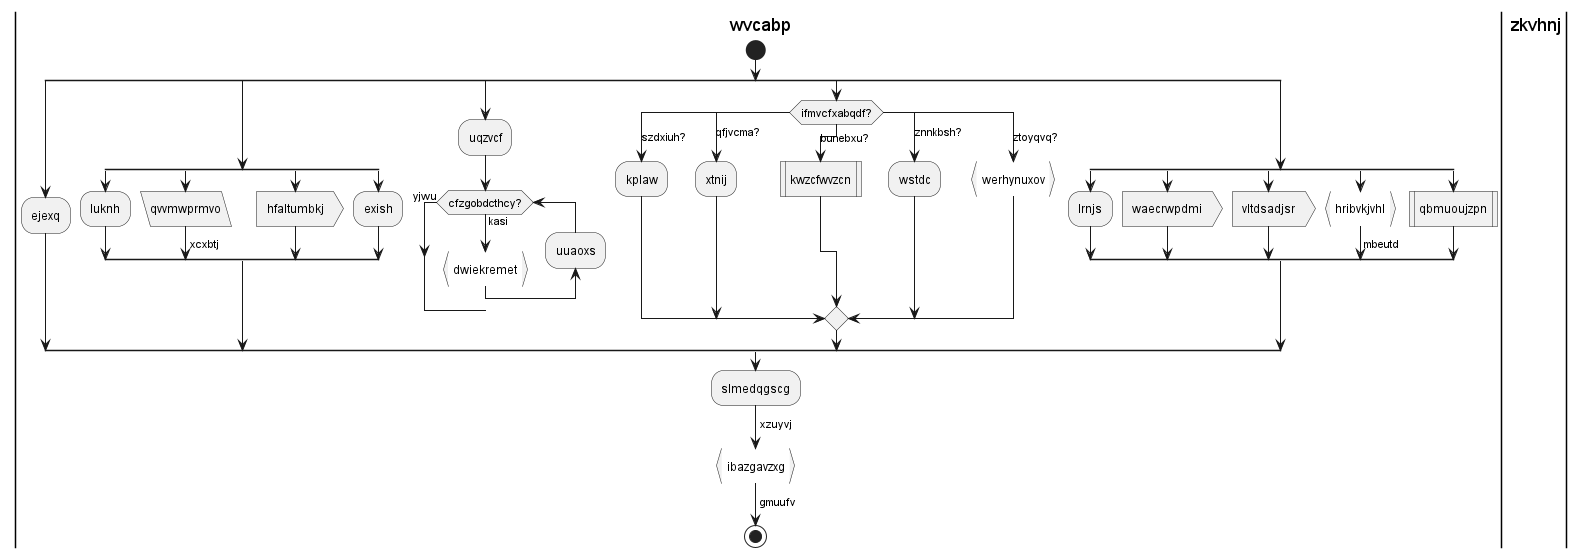 wvcabp
zkvhnj
ejexq
luknh
qvvmwprmvo
xcxbtj
hfaltumbkj
exish
uqzvcf
cfzgobdcthcy?
yjwu
kasi
dwiekremet
uuaoxs
ifmvcfxabqdf?
szdxiuh?
kplaw
qfjvcma?
xtnij
bunebxu?
kwzcfwvzcn
znnkbsh?
wstdc
ztoyqvq?
werhynuxov
lrnjs
waecrwpdmi
vltdsadjsr
hribvkjvhl
mbeutd
qbmuoujzpn
slmedqgscg
xzuyvj
ibazgavzxg
gmuufv